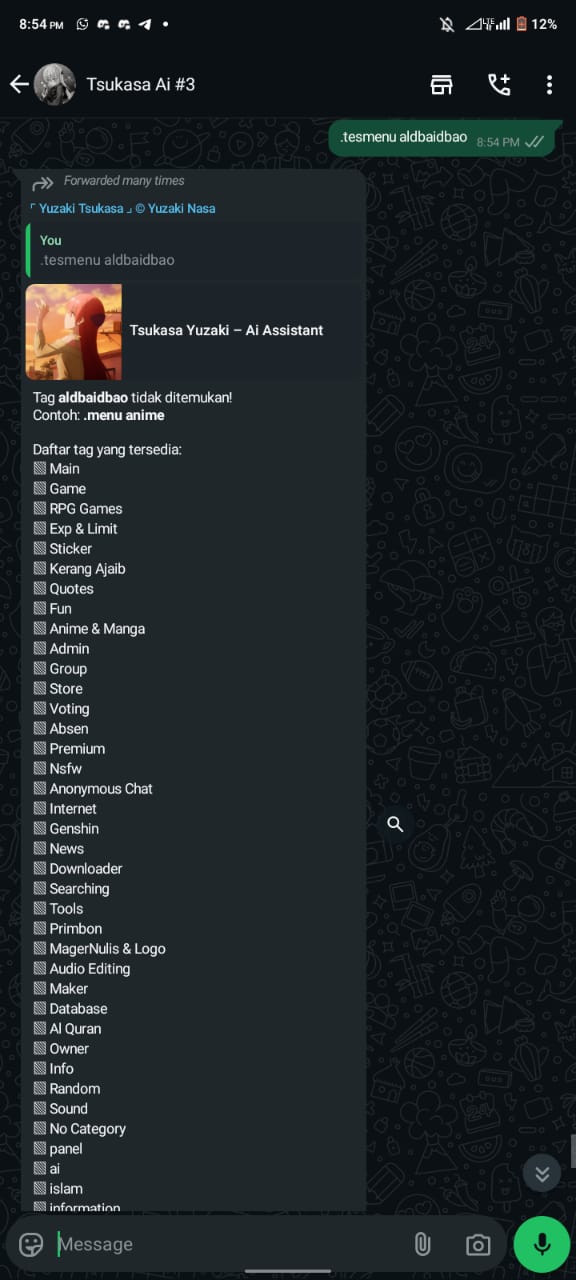 8:54 PM
12%
Tsukasa Ai #3
.tesmenu aldbaidbao 8:54 PM
Forwarded many times
「 Yuzaki Tsukasa 」 © Yuzaki Nasa
You
.tesmenu aldbaidbao
Tsukasa Yuzaki – Ai Assistant
Tag aldbaidbao tidak ditemukan!
Contoh: .menu anime
Daftar tag yang tersedia:
▧ Main
▧ Game
▧ RPG Games
▧ Exp & Limit
▧ Sticker
▧ Kerang Ajaib
▧ Quotes
▧ Fun
▧ Anime & Manga
▧ Admin
▧ Group
▧ Store
▧ Voting
▧ Absen
▧ Premium
▧ Nsfw
▧ Anonymous Chat
▧ Internet
▧ Genshin
▧ News
▧ Downloader
▧ Searching
▧ Tools
▧ Primbon
▧ MagerNulis & Logo
▧ Audio Editing
▧ Maker
▧ Database
▧ Al Quran
▧ Owner
▧ Info
▧ Random
▧ Sound
▧ No Category
▧ panel
▧ ai
▧ islam
▧ information
Message